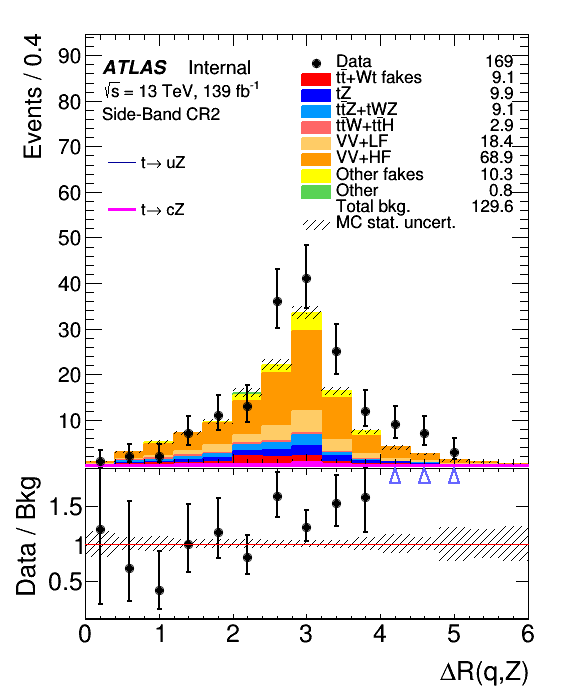 Events / 0.4
90
80
70
60
50
40
30
20
10
ATLAS Internal
√s = 13 TeV, 139 fb⁻¹
Side-Band CR2
t→ uZ
t→ cZ
Data 169
tt̄+Wt fakes 9.1
tZ 9.9
tt̄Z+tWZ 9.1
tt̄W+tt̄H 2.9
VV+LF 18.4
VV+HF 68.9
Other fakes 10.3
Other 0.8
Total bkg. 129.6
MC stat. uncert.
Data / Bkg
1.5
1
0.5
0 1 2 3 4 5 6
ΔR(q,Z)